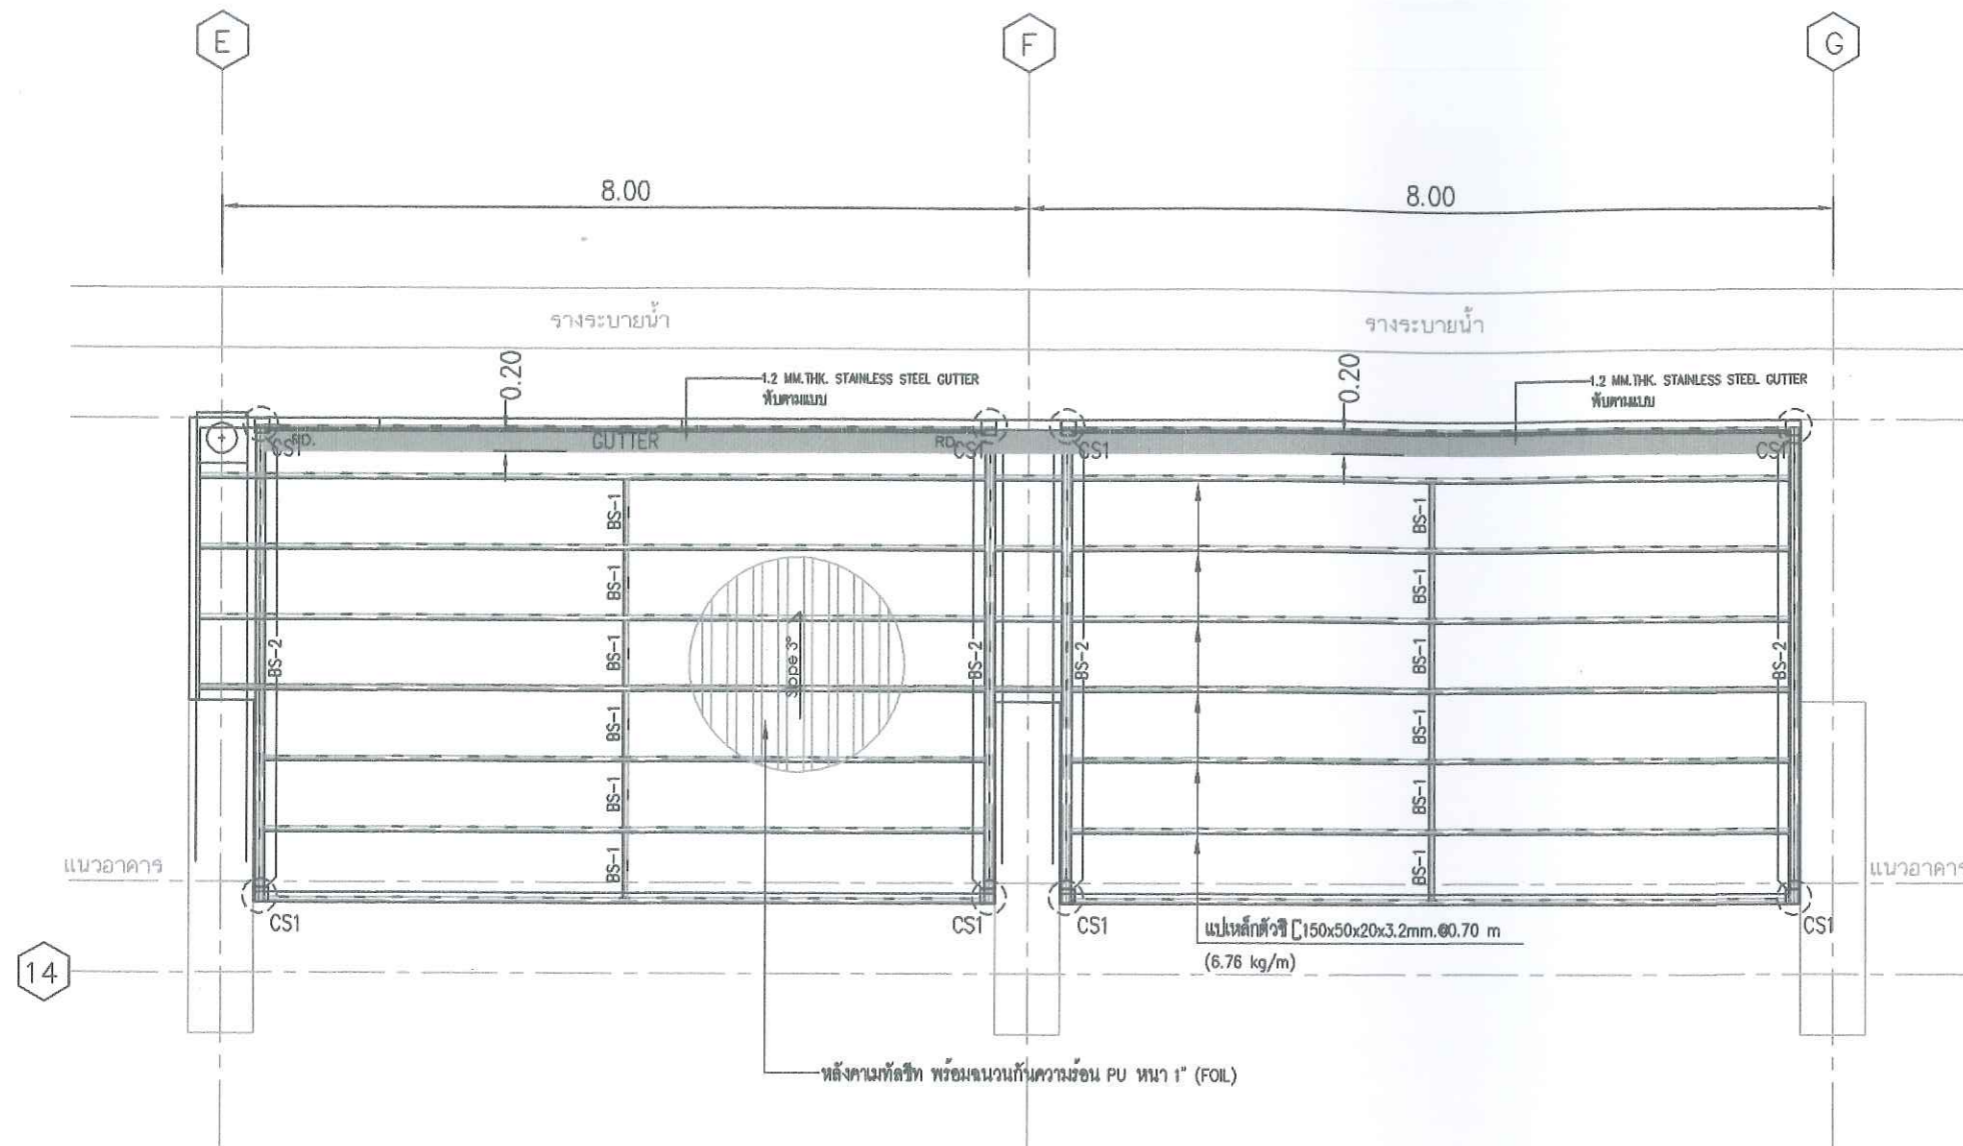 E
F
G
8.00
8.00
รางระบายน้ำ
รางระบายน้ำ
0.20
1.2 MM.THK. STAINLESS STEEL GUTTER
พับตามแบบ
0.20
1.2 MM.THK. STAINLESS STEEL GUTTER
พับตามแบบ
CS1
RD.
GUTTER
RD.
CS1
CS1
CS1
BS-1
BS-1
BS-1
BS-1
BS-1
BS-1
BS-1
BS-1
BS-1
BS-1
BS-1
BS-1
BS-2
BS-2
BS-2
BS-2
Slope 3°
แนวอาคาร
แนวอาคาร
CS1
CS1
CS1
CS1
แปเหล็กตัวซี [150x50x20x3.2mm.@0.70 m
(6.76 kg/m)
14
หลังคาเมทัลชีท พร้อมฉนวนกันความร้อน PU หนา 1" (FOIL)